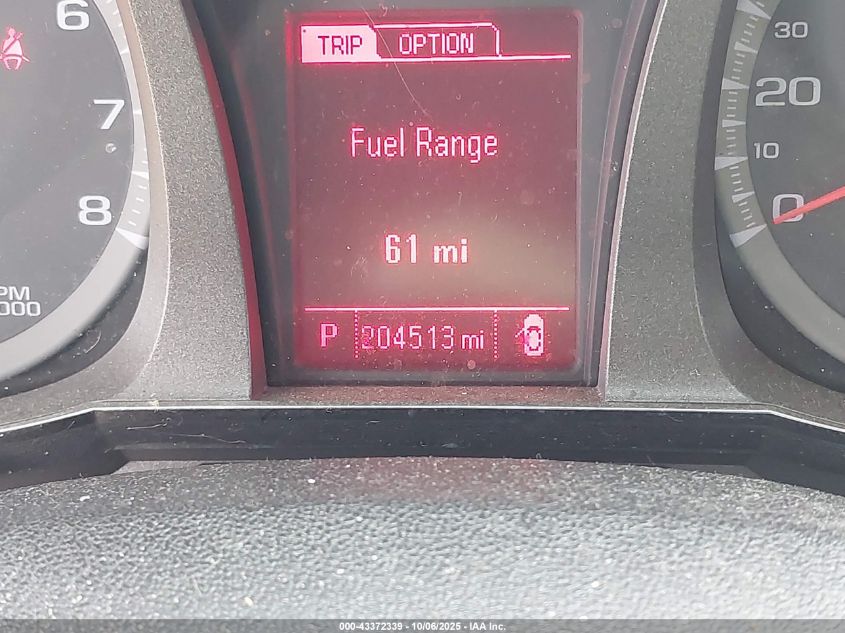 6
7
8
PM
000
TRIP OPTION
Fuel Range
61 mi
P 204513 mi
30
20
10
0
000-43372339 - 10/06/2025 - IAA Inc.